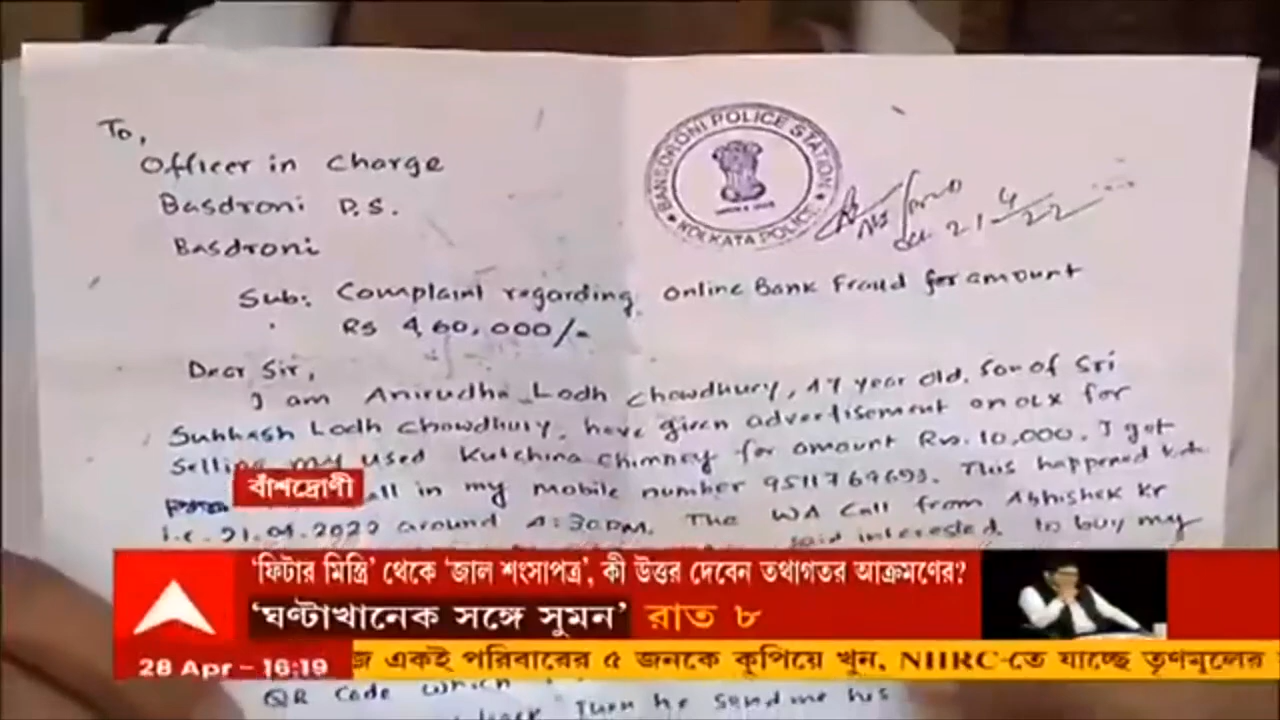 To,
Officer in Charge
Basdroni P.S.
Basdroni
BANSDRONI POLICE STATION
KOLKATA POLICE
21 4/22
Sub: Complaint regarding online Bank Fraud for amount
Rs 4,60,000/-
Dear Sir,
I am Anirudha Lodh Chowdhury, 47 year old, Son of Sri
Subhash Lodh Chowdhury, have given advertisement on OLX for
Selling my used Kutchina Chimney for amount Rs. 10,000. I got
call in my mobile number 9511769693. This happened
i.e. 21.04.2022 around 4:30PM. The WA Call from Abhishek Kr
said interested to buy my
বাঁশদ্রোণী
'ফিটার মিস্ত্রি' থেকে 'জাল শংসাপত্র', কী উত্তর দেবেন তথাগতর আক্রমণের?
'ঘণ্টাখানেক সঙ্গে সুমন' রাত ৮
28 Apr - 16:19
একই পরিবারের ৫ জনকে কুপিয়ে খুন, NHRC-তে যাচ্ছে তৃণমূলের
QR Code which
Then he send me his